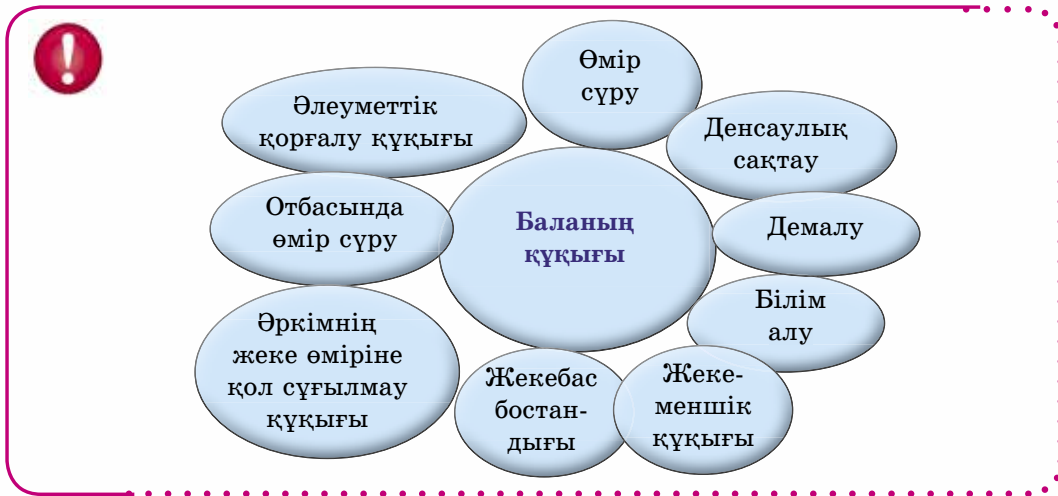 Өмір
сүру
Әлеуметтік
қорғалу құқығы
Денсаулық
сақтау
Отбасында
өмір сүру
Баланың
құқығы
Демалу
Білім
алу
Әркімнің
жеке өміріне
қол сұғылмау
құқығы
Жекебас
бостан-
дығы
Жеке-
меншік
құқығы